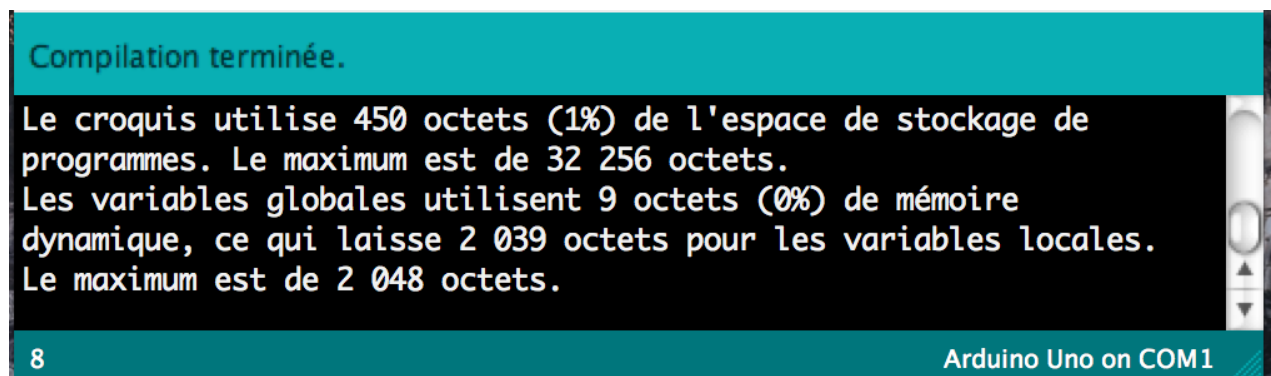 Compilation terminée.
Le croquis utilise 450 octets (1%) de l'espace de stockage de
programmes. Le maximum est de 32 256 octets.
Les variables globales utilisent 9 octets (0%) de mémoire
dynamique, ce qui laisse 2 039 octets pour les variables locales.
Le maximum est de 2 048 octets.
8 Arduino Uno on COM1